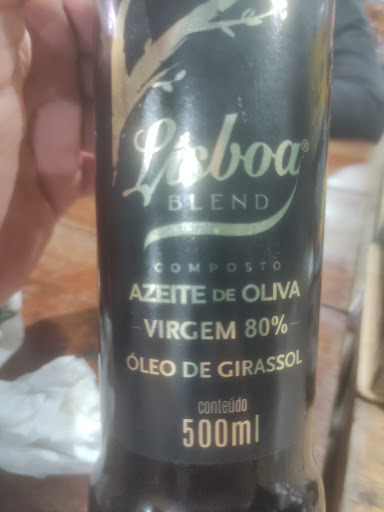 Lisboa®
BLEND
COMPOSTO
AZEITE DE OLIVA
VIRGEM 80%
ÓLEO DE GIRASSOL
conteúdo
500ml